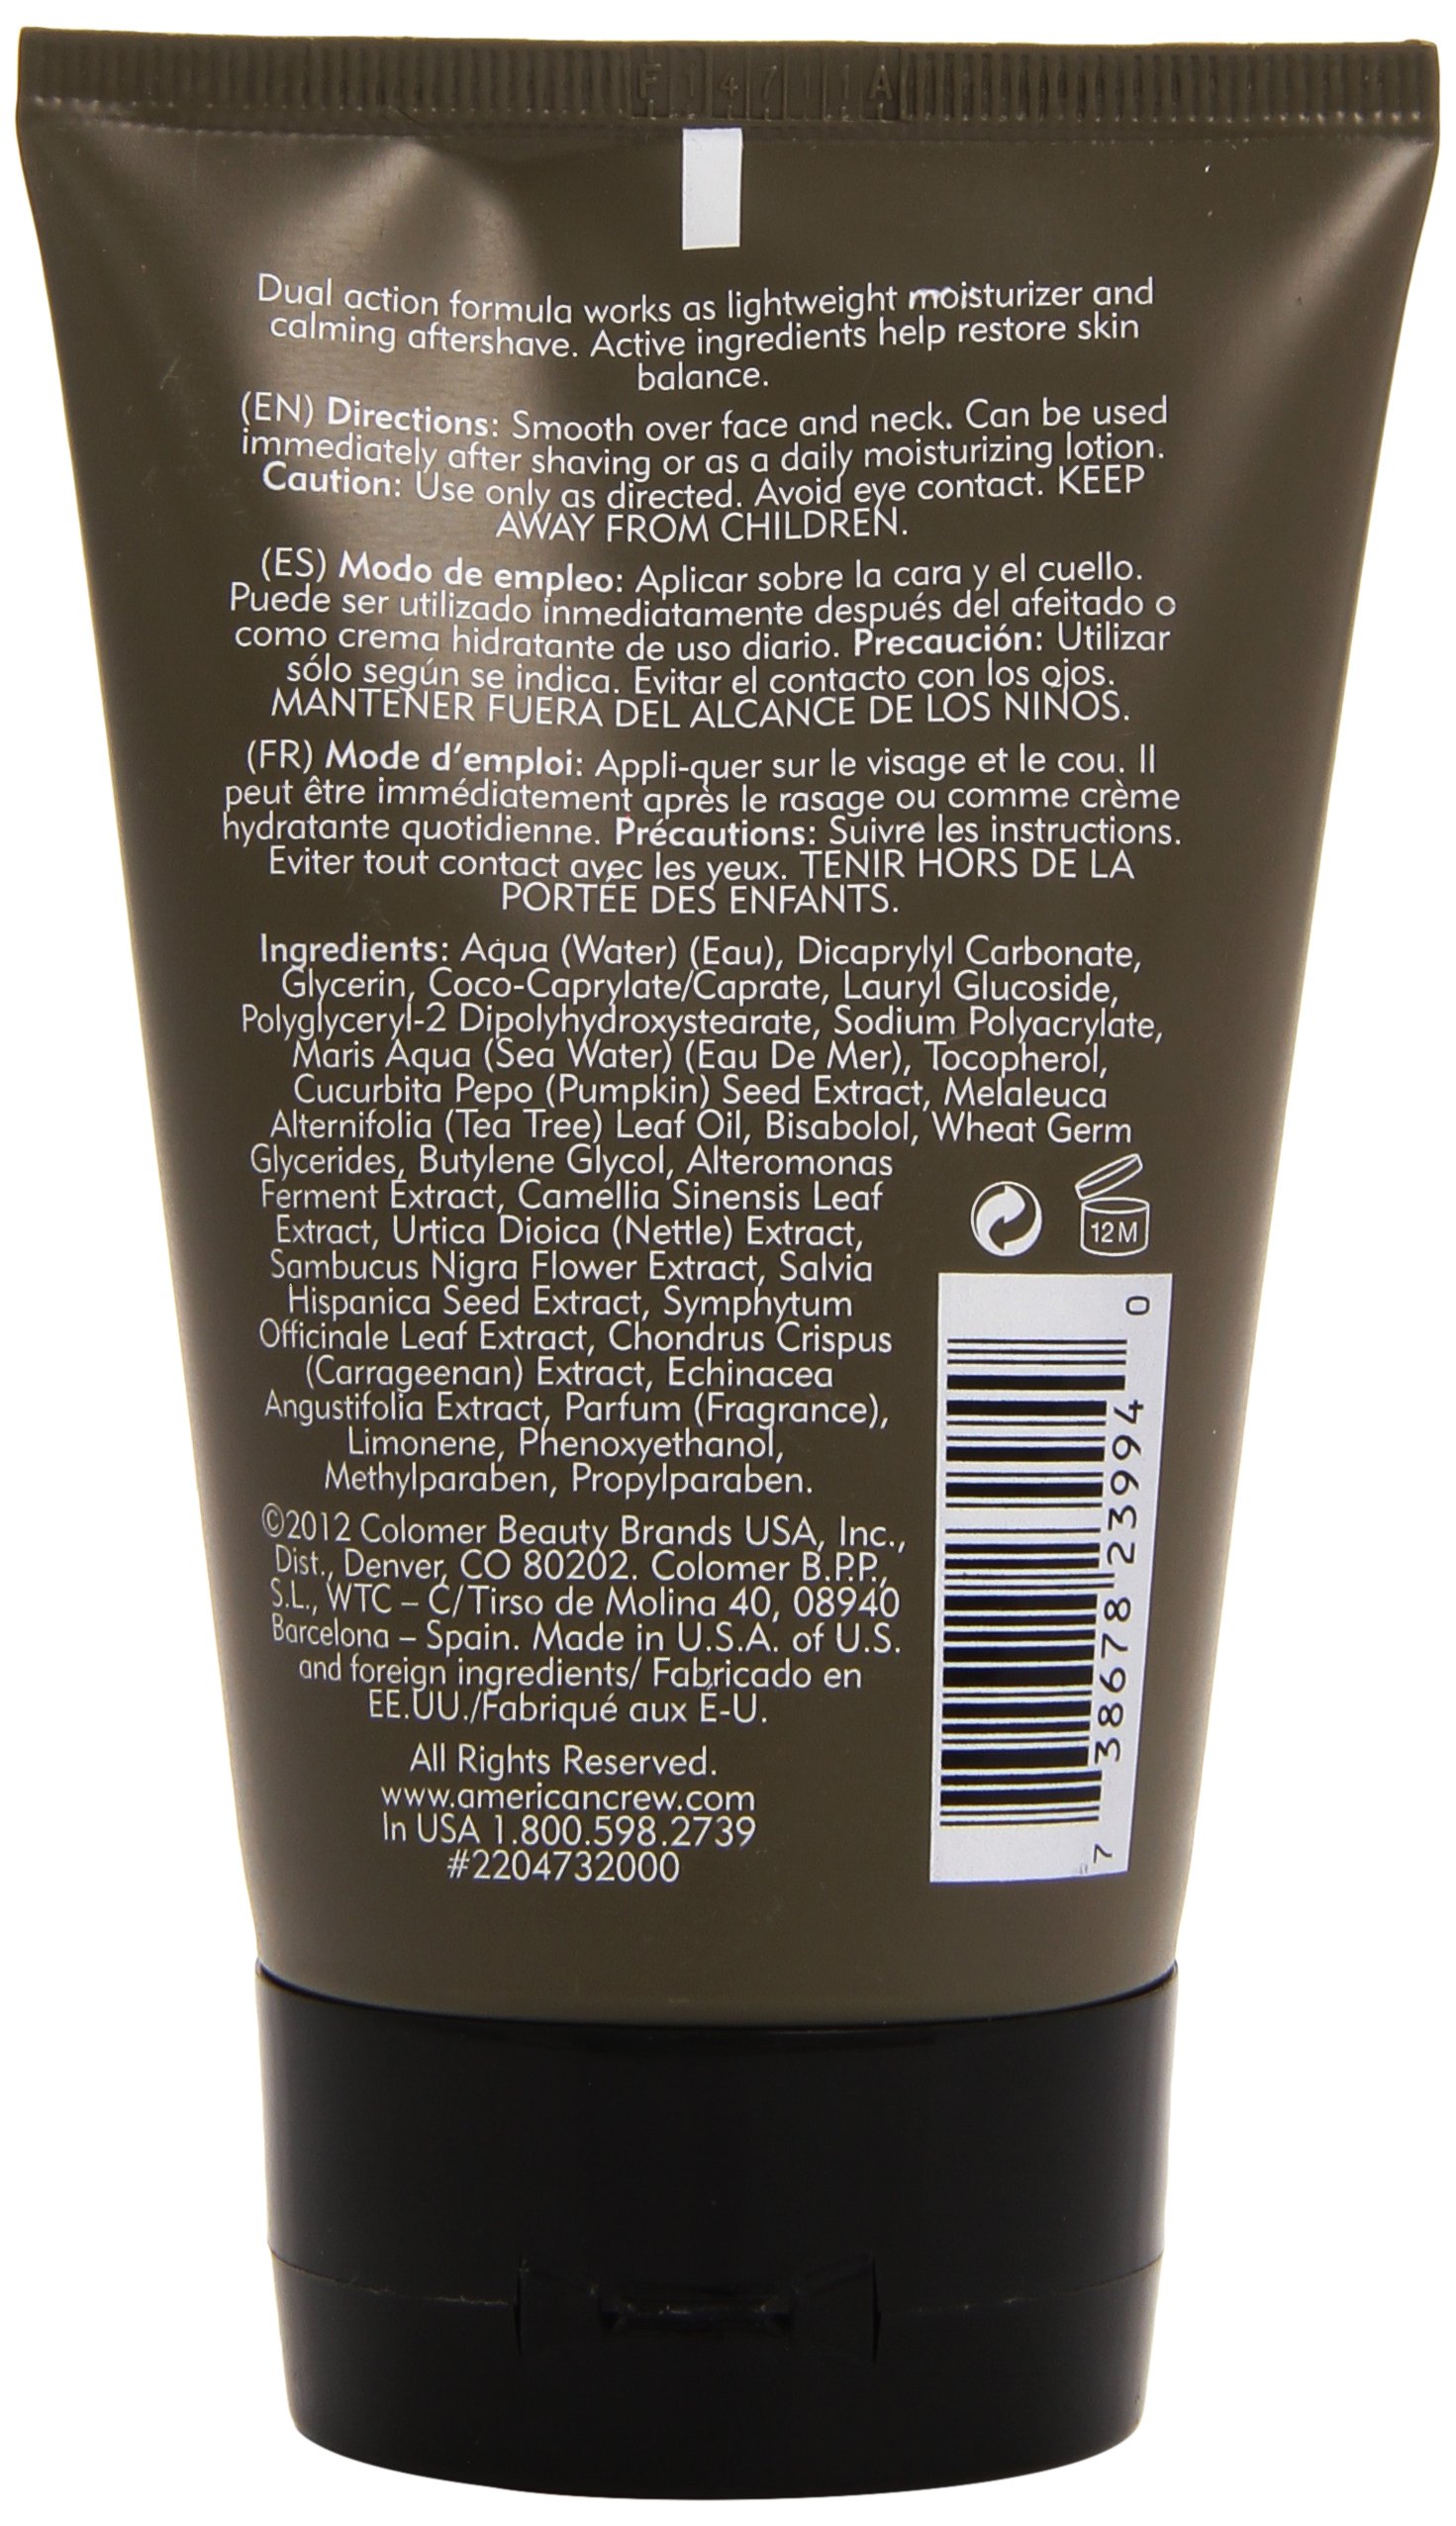 F 1 4 7 1 1 A
Dual action formula works as lightweight moisturizer and
calming aftershave. Active ingredients help restore skin
balance.
(EN) Directions: Smooth over face and neck. Can be used
immediately after shaving or as a daily moisturizing lotion.
Caution: Use only as directed. Avoid eye contact. KEEP
AWAY FROM CHILDREN.
(ES) Modo de empleo: Aplicar sobre la cara y el cuello.
Puede ser utilizado inmediatamente después del afeitado o
como crema hidratante de uso diario. Precaución: Utilizar
sólo según se indica. Evitar el contacto con los ojos.
MANTENER FUERA DEL ALCANCE DE LOS NIÑOS.
(FR) Mode d'emploi: Appli-quer sur le visage et le cou. Il
peut être immédiatement après le rasage ou comme crème
hydratante quotidienne. Précautions: Suivre les instructions.
Eviter tout contact avec les yeux. TENIR HORS DE LA
PORTÉE DES ENFANTS.
Ingredients: Aqua (Water) (Eau), Dicaprylyl Carbonate,
Glycerin, Coco-Caprylate/Caprate, Lauryl Glucoside,
Polyglyceryl-2 Dipolyhydroxystearate, Sodium Polyacrylate,
Maris Aqua (Sea Water) (Eau De Mer), Tocopherol,
Cucurbita Pepo (Pumpkin) Seed Extract, Melaleuca
Alternifolia (Tea Tree) Leaf Oil, Bisabolol, Wheat Germ
Glycerides, Butylene Glycol, Alteromonas
Ferment Extract, Camellia Sinensis Leaf
Extract, Urtica Dioica (Nettle) Extract,
Sambucus Nigra Flower Extract, Salvia
Hispanica Seed Extract, Symphytum
Officinale Leaf Extract, Chondrus Crispus
(Carrageenan) Extract, Echinacea
Angustifolia Extract, Parfum (Fragrance),
Limonene, Phenoxyethanol,
Methylparaben, Propylparaben.
12M
7 38678 23994 0
©2012 Colomer Beauty Brands USA, Inc.,
Dist., Denver, CO 80202. Colomer B.P.P.,
S.L., WTC – C/Tirso de Molina 40, 08940
Barcelona – Spain. Made in U.S.A. of U.S.
and foreign ingredients/ Fabricado en
EE.UU./Fabriqué aux É-U.
All Rights Reserved.
www.americancrew.com
In USA 1.800.598.2739
#2204732000